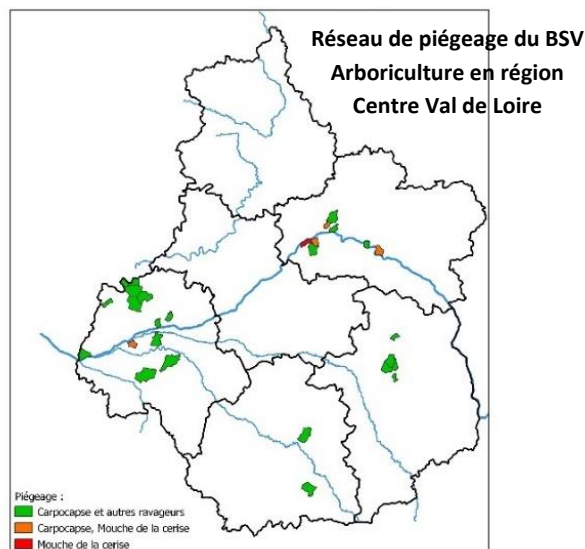 Réseau de piégeage du BSV
Arboriculture en région
Centre Val de Loire
Piégeage :
Carpocapse et autres ravageurs
Carpocapse, Mouche de la cerise
Mouche de la cerise